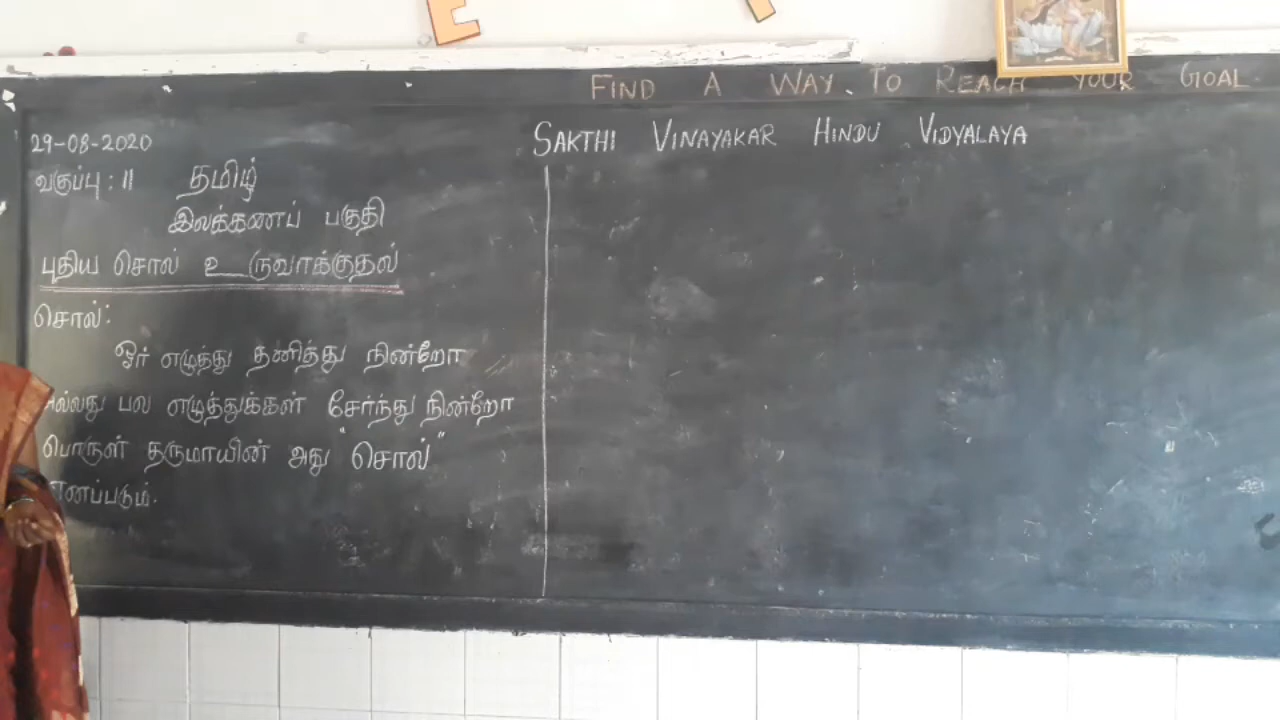 FIND A WAY TO REACH YOUR GOAL
SAKTHI VINAYAKAR HINDU VIDYALAYA
29-08-2020
வகுப்பு : II தமிழ்
இலக்கணப் பகுதி
புதிய சொல் உருவாக்குதல்
சொல்:
ஓர் எழுத்து தனித்து நின்றோ
அல்லது பல எழுத்துக்கள் சேர்ந்து நின்றோ
பொருள் தருமாயின் அது "சொல்"
எனப்படும்.